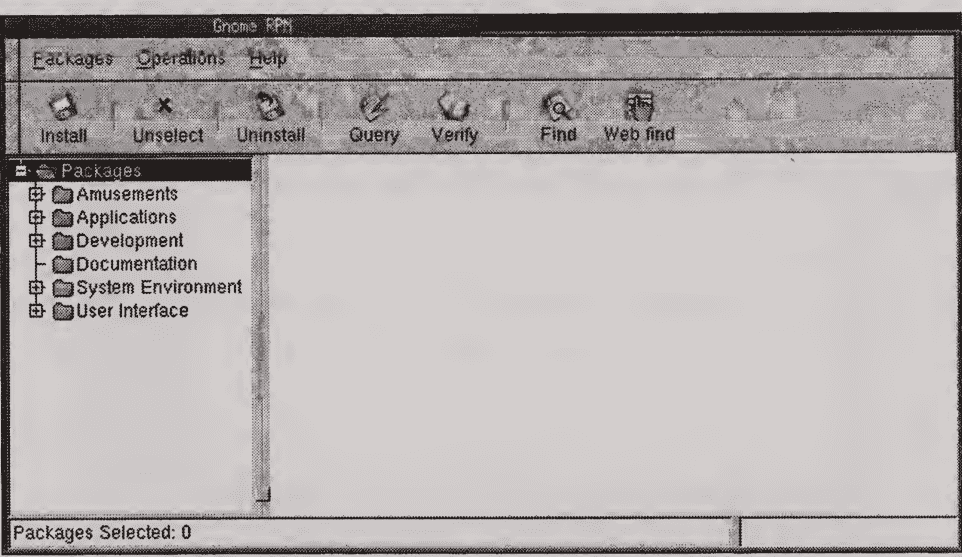 Gnome RPM
Packages Operations Help
Install Unselect Uninstall Query Verify Find Web find
Packages
Amusements
Applications
Development
Documentation
System Environment
User Interface
Packages Selected: 0